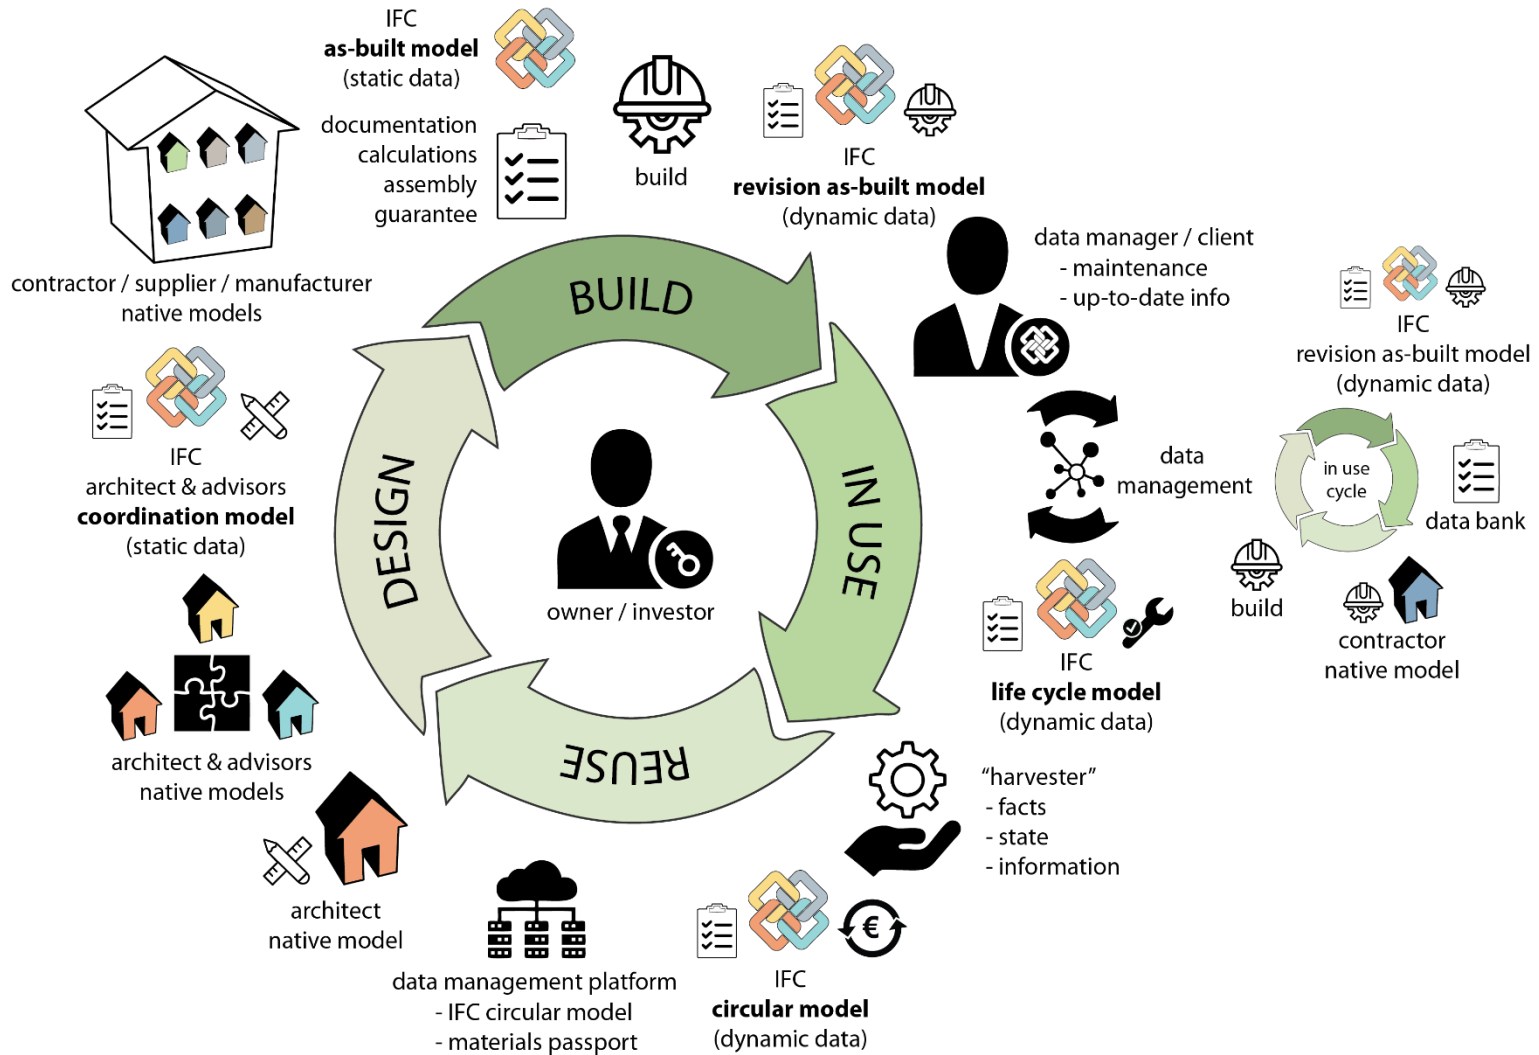 IFC
as-built model
(static data)
documentation
calculations
assembly
guarantee
build
IFC
revision as-built model
(dynamic data)
contractor / supplier / manufacturer
native models
data manager / client
- maintenance
- up-to-date info
IFC
revision as-built model
(dynamic data)
BUILD
IN USE
REUSE
DESIGN
owner / investor
IFC
architect & advisors
coordination model
(static data)
data
management
in use
cycle
data bank
build
contractor
native model
IFC
life cycle model
(dynamic data)
architect & advisors
native models
"harvester"
- facts
- state
- information
architect
native model
data management platform
- IFC circular model
- materials passport
€
IFC
circular model
(dynamic data)